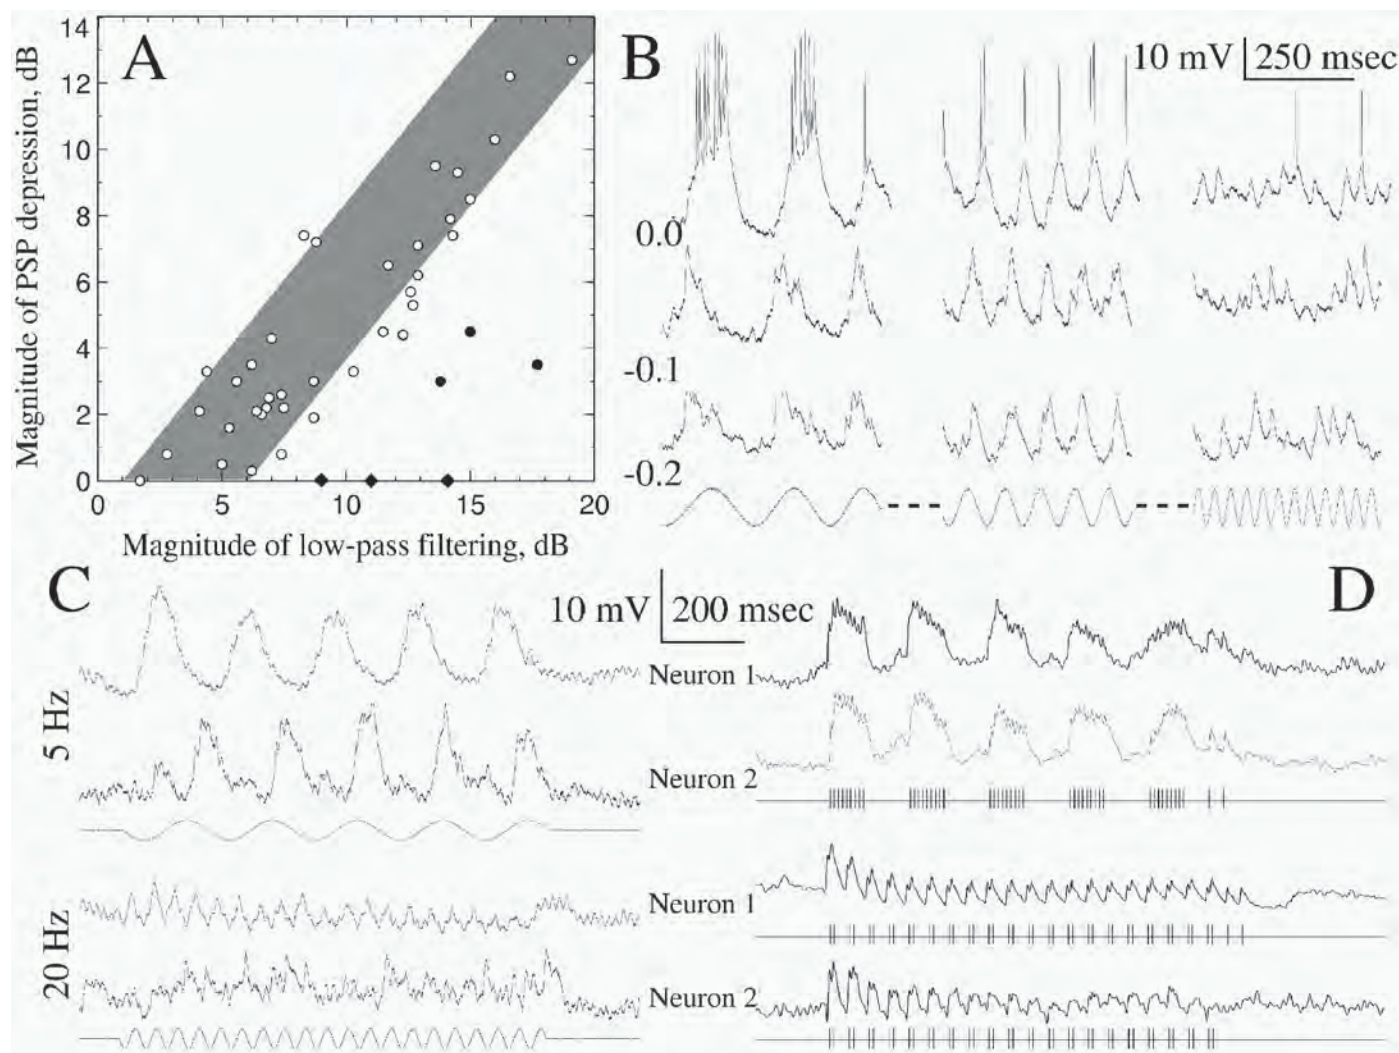 A
Magnitude of PSP depression, dB
14
12
10
8
6
4
2
0
0 5 10 15 20
Magnitude of low-pass filtering, dB
B
10 mV 250 msec
0.0
-0.1
-0.2
C
10 mV 200 msec
D
5 Hz
20 Hz
Neuron 1
Neuron 2
Neuron 1
Neuron 2